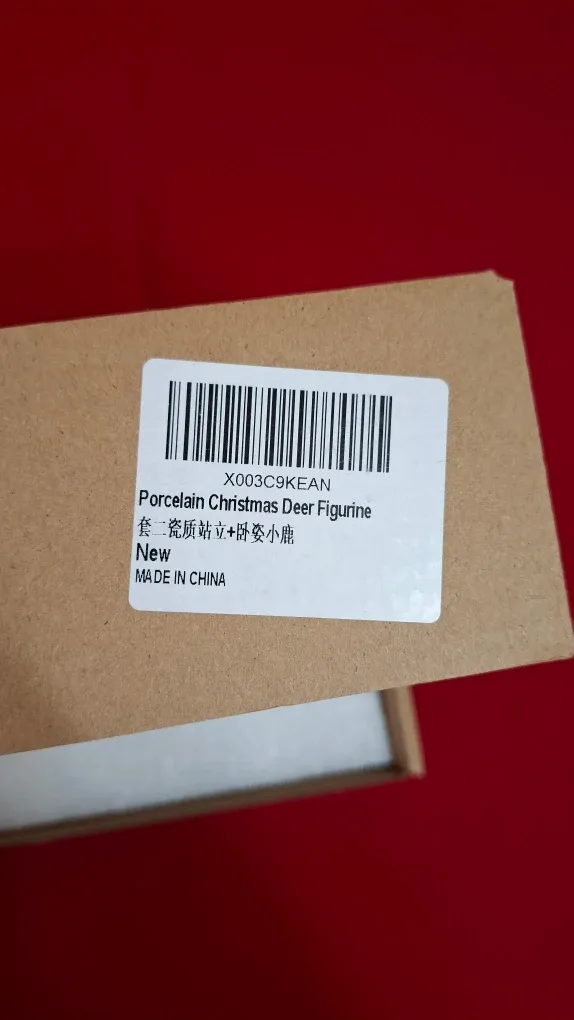 X003C9KEAN
Porcelain Christmas Deer Figurine
套二瓷质站立+卧姿小鹿
New
MADE IN CHINA